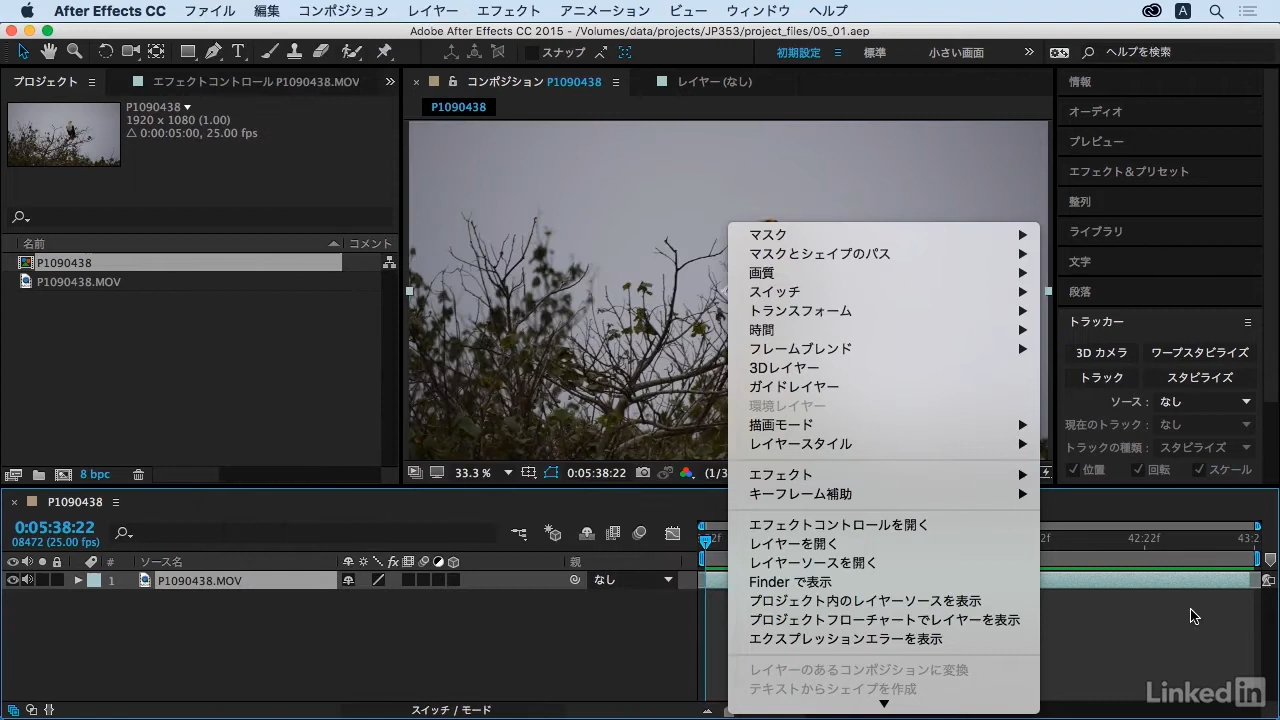 After Effects CC ファイル 編集 コンポジション レイヤー エフェクト アニメーション ビュー ウィンドウ ヘルプ A
Adobe After Effects CC 2015 - /Volumes/data/projects/JP353/project_files/05_01.aep
T スナップ 初期設定 標準 小さい画面 >> ヘルプを検索
プロジェクト エフェクトコントロール P1090438.MOV >>
P1090438
1920 x 1080 (1.00)
△ 0:00:05:00, 25.00 fps
名前 コメント
P1090438
P1090438.MOV
8 bpc
× コンポジション P1090438 レイヤー (なし)
P1090438
33.3 % 0:05:38:22 (1/3
情報
オーディオ
プレビュー
エフェクト&プリセット
整列
ライブラリ
文字
段落
トラッカー
3D カメラ ワープスタビライズ
トラック スタビライズ
ソース : なし
現在のトラック : なし
トラックの種類 : スタビライズ
位置 回転 スケール
マスク
マスクとシェイプのパス
画質
スイッチ
トランスフォーム
時間
フレームブレンド
3Dレイヤー
ガイドレイヤー
環境レイヤー
描画モード
レイヤースタイル
エフェクト
キーフレーム補助
エフェクトコントロールを開く
レイヤーを開く
レイヤーソースを開く
Finder で表示
プロジェクト内のレイヤーソースを表示
プロジェクトフローチャートでレイヤーを表示
エクスプレッションエラーを表示
レイヤーのあるコンポジションに変換
テキストからシェイプを作成
× P1090438
0:05:38:22
08472 (25.00 fps)
2f 2f 42:22f 43:2
# ソース名 fx 親
1 P1090438.MOV なし
スイッチ / モード
LinkedIn